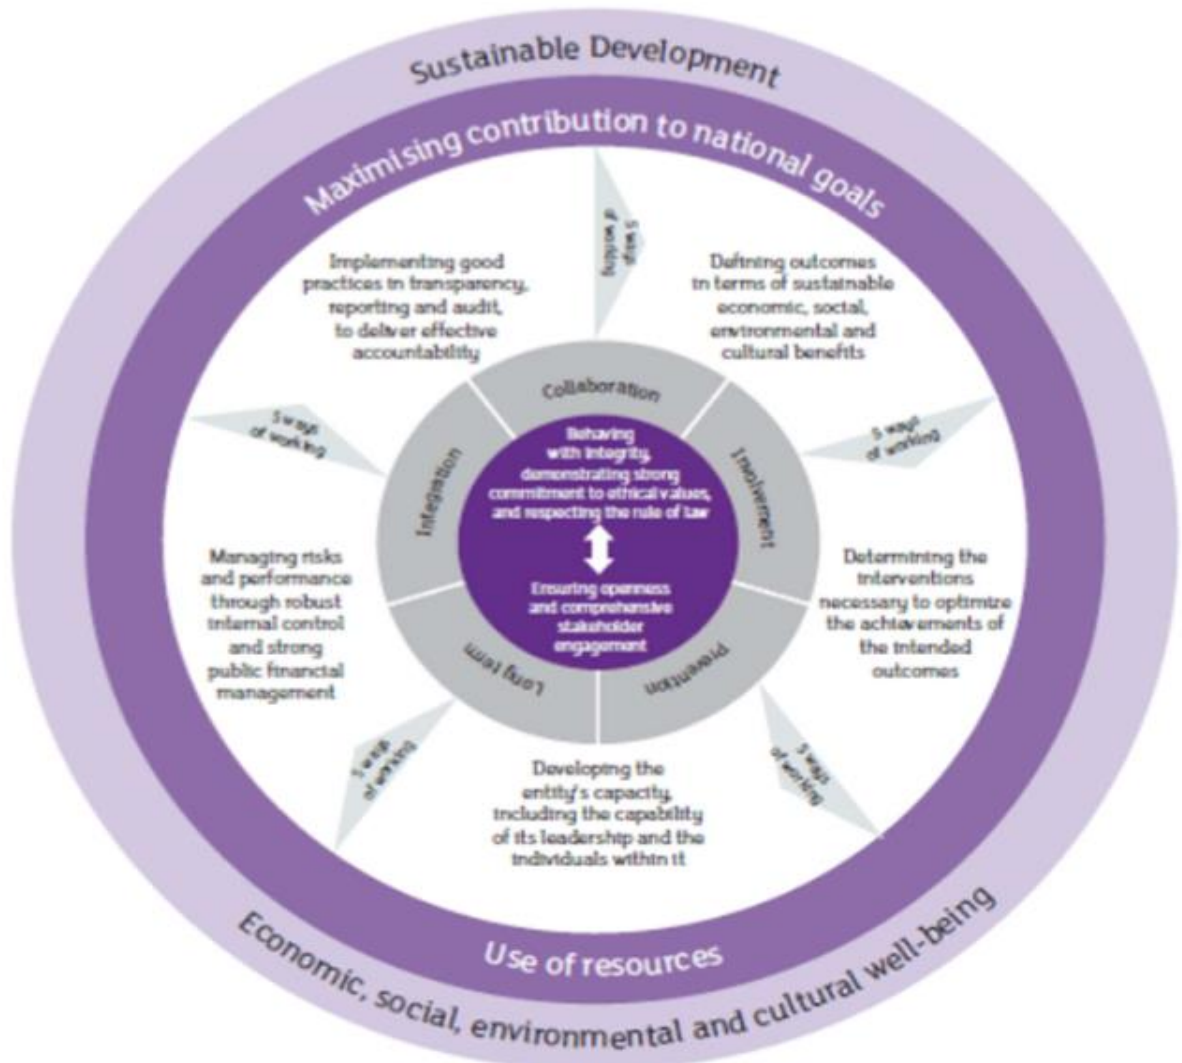 Sustainable Development
Maximising contribution to national goals
5 ways
of working
Implementing good
practices in transparency,
reporting and audit,
to deliver effective
accountability
Defining outcomes
in terms of sustainable
economic, social,
environmental and
cultural benefits
Collaboration
5 ways
of working
5 ways
of working
Integration
Involvement
Behaving
with integrity,
demonstrating strong
commitment to ethical values,
and respecting the rule of law
Ensuring openness
and comprehensive
stakeholder
engagement
Managing risks
and performance
through robust
internal control
and strong
public financial
management
Determining the
interventions
necessary to optimize
the achievements of
the intended
outcomes
Long term
Prevention
5 ways
of working
5 ways
of working
Developing the
entity's capacity,
including the capability
of its leadership and the
individuals within it
Use of resources
Economic, social, environmental and cultural well-being